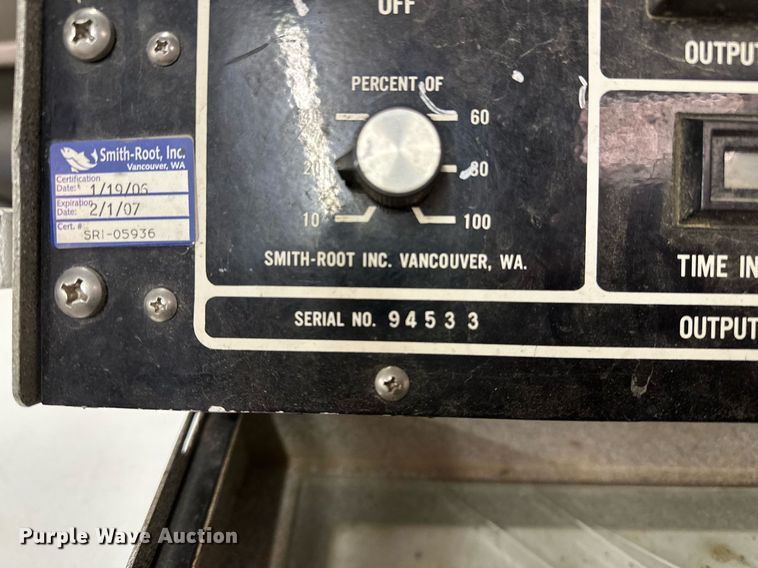 OFF
PERCENT OF
60
20
80
10
100
SMITH-ROOT INC. VANCOUVER, WA.
SERIAL NO. 94533
OUTPUT
TIME IN
OUTPUT
Smith-Root, Inc.
Vancouver, WA
Certification
Date: 1/19/06
Expiration
Date: 2/1/07
Cert. #
SRI-05936
Purple Wave Auction